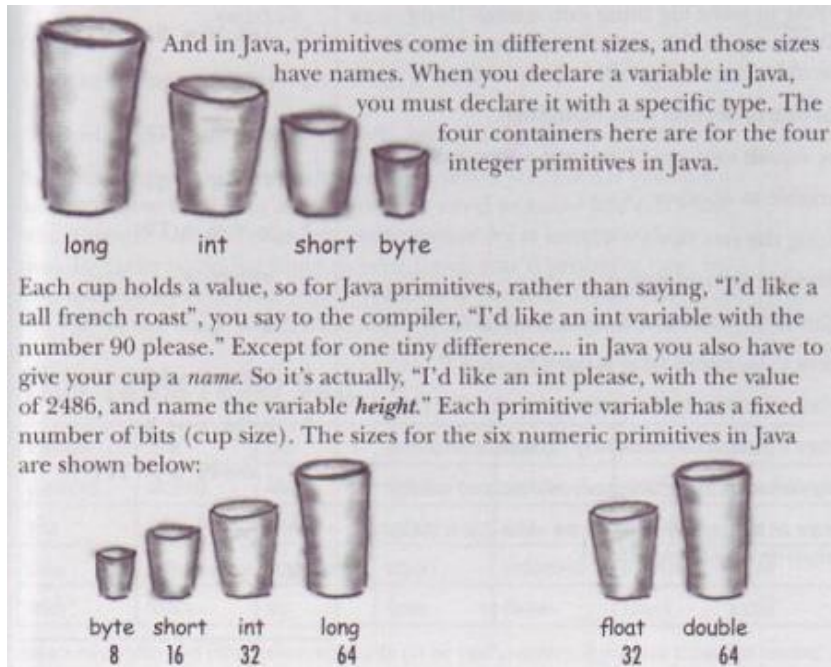 And in Java, primitives come in different sizes, and those sizes
have names. When you declare a variable in Java,
you must declare it with a specific type. The
four containers here are for the four
integer primitives in Java.
long int short byte
Each cup holds a value, so for Java primitives, rather than saying, "I'd like a
tall french roast", you say to the compiler, "I'd like an int variable with the
number 90 please." Except for one tiny difference... in Java you also have to
give your cup a name. So it's actually, "I'd like an int please, with the value
of 2486, and name the variable height." Each primitive variable has a fixed
number of bits (cup size). The sizes for the six numeric primitives in Java
are shown below:
byte short int long float double
8 16 32 64 32 64